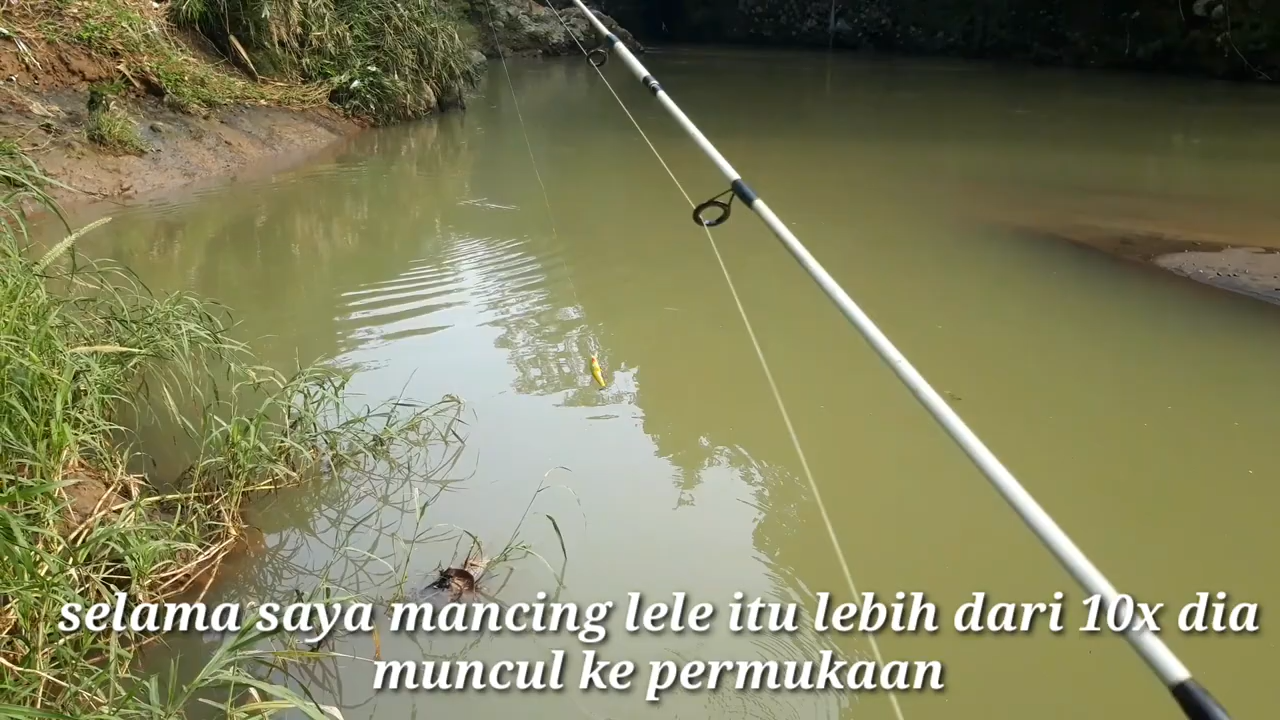 selama saya mancing lele itu lebih dari 10x dia
muncul ke permukaan